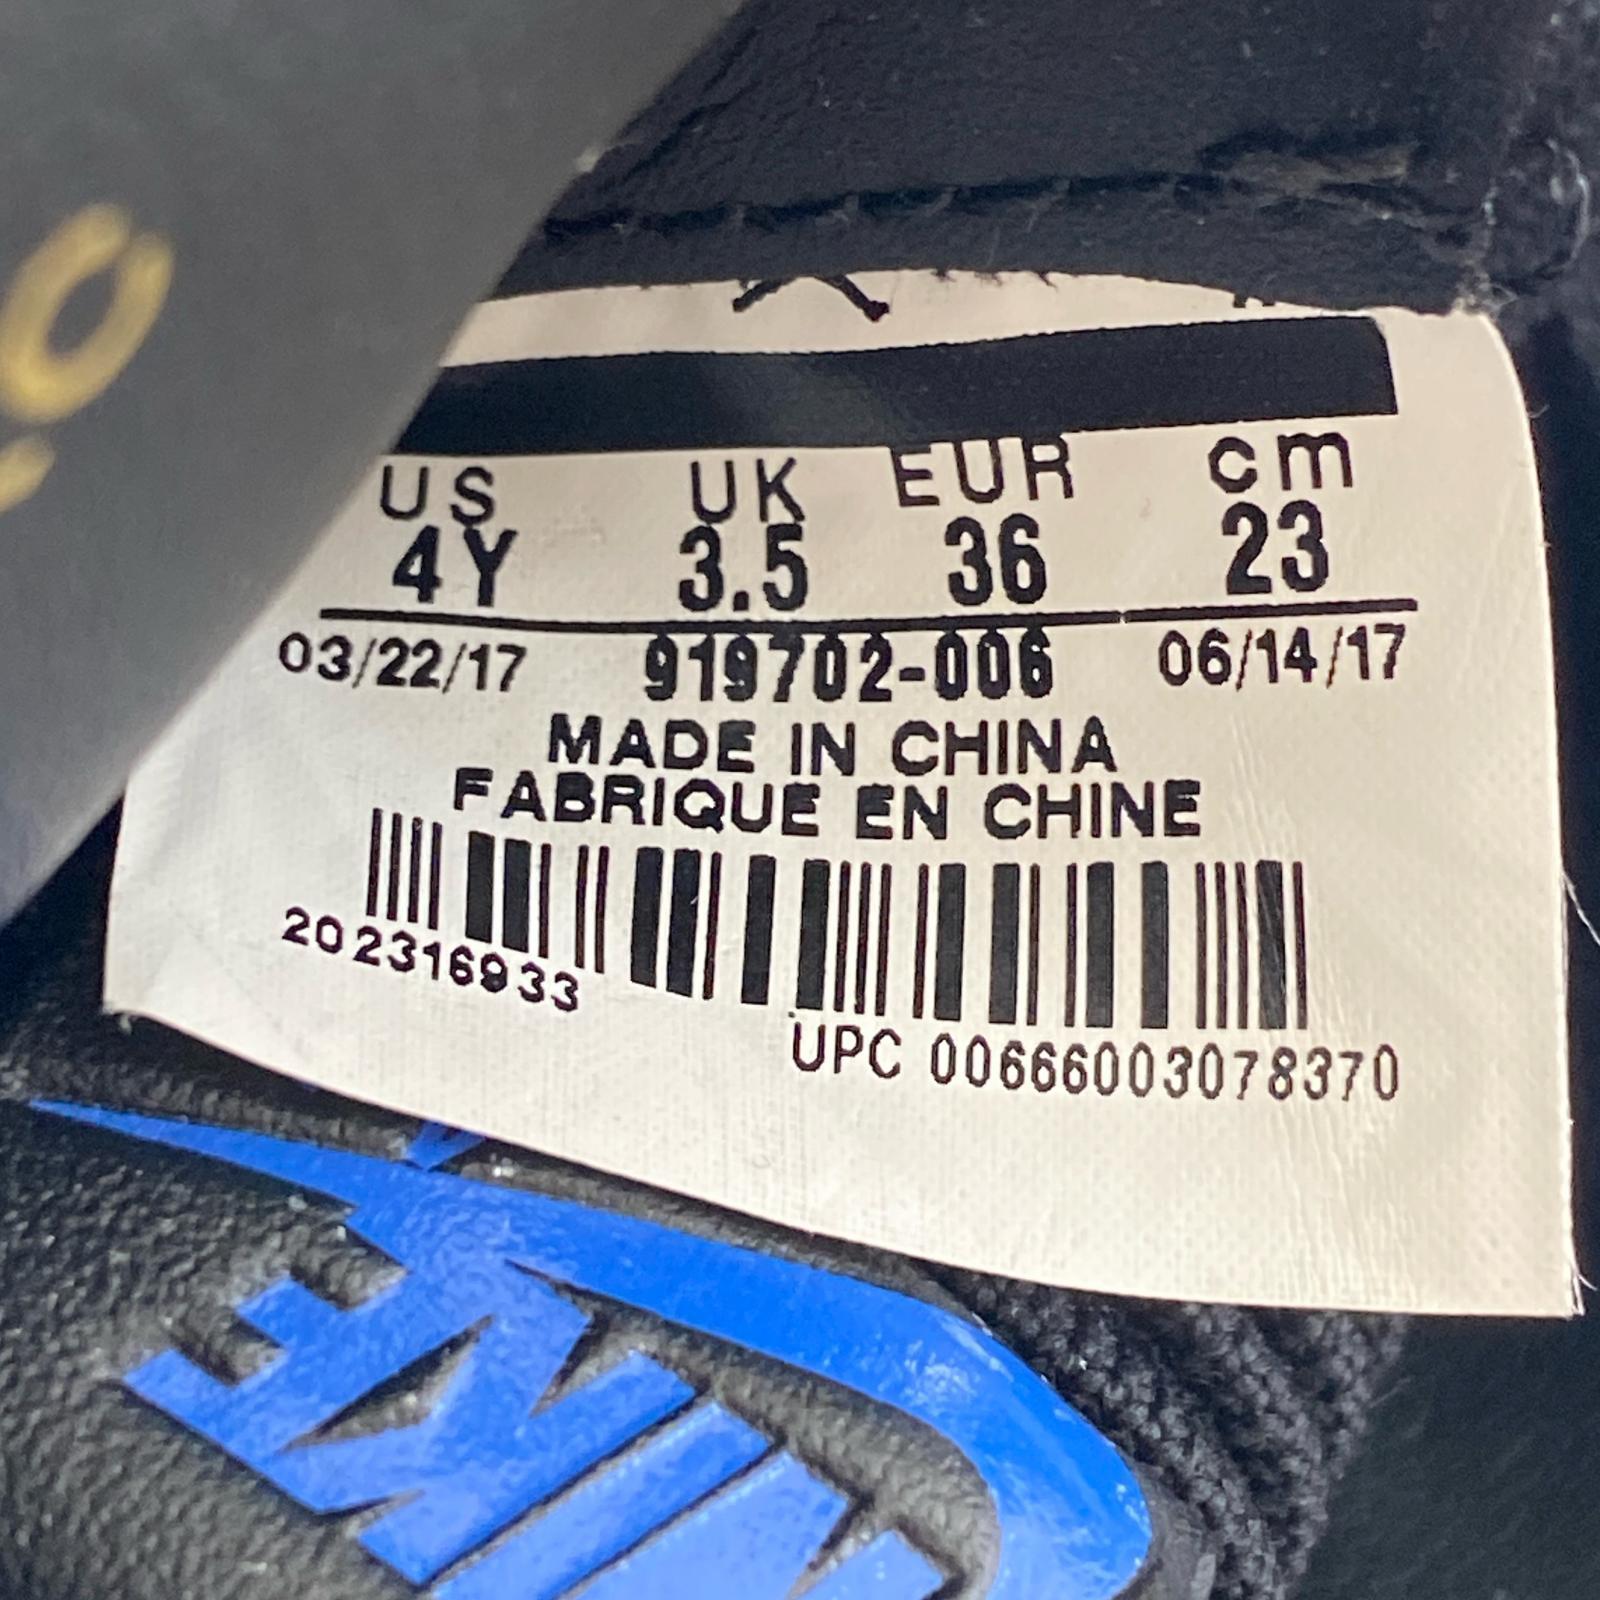 US UK EUR cm
4Y 3.5 36 23
03/22/17 919702-006 06/14/17
MADE IN CHINA
FABRIQUE EN CHINE
202316933
UPC 00666003078370
NIKE